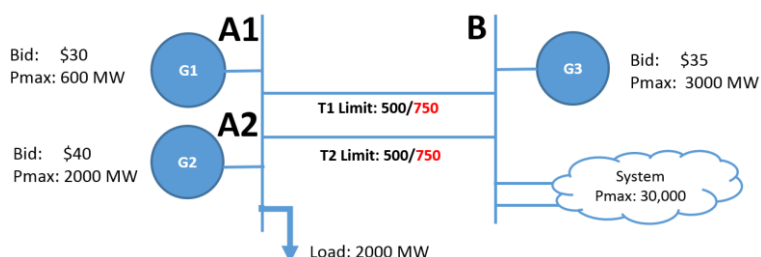 A1
B
Bid: $30
Pmax: 600 MW
G1
G3
Bid: $35
Pmax: 3000 MW
T1 Limit: 500/750
A2
T2 Limit: 500/750
Bid: $40
Pmax: 2000 MW
G2
System
Pmax: 30,000
Load: 2000 MW